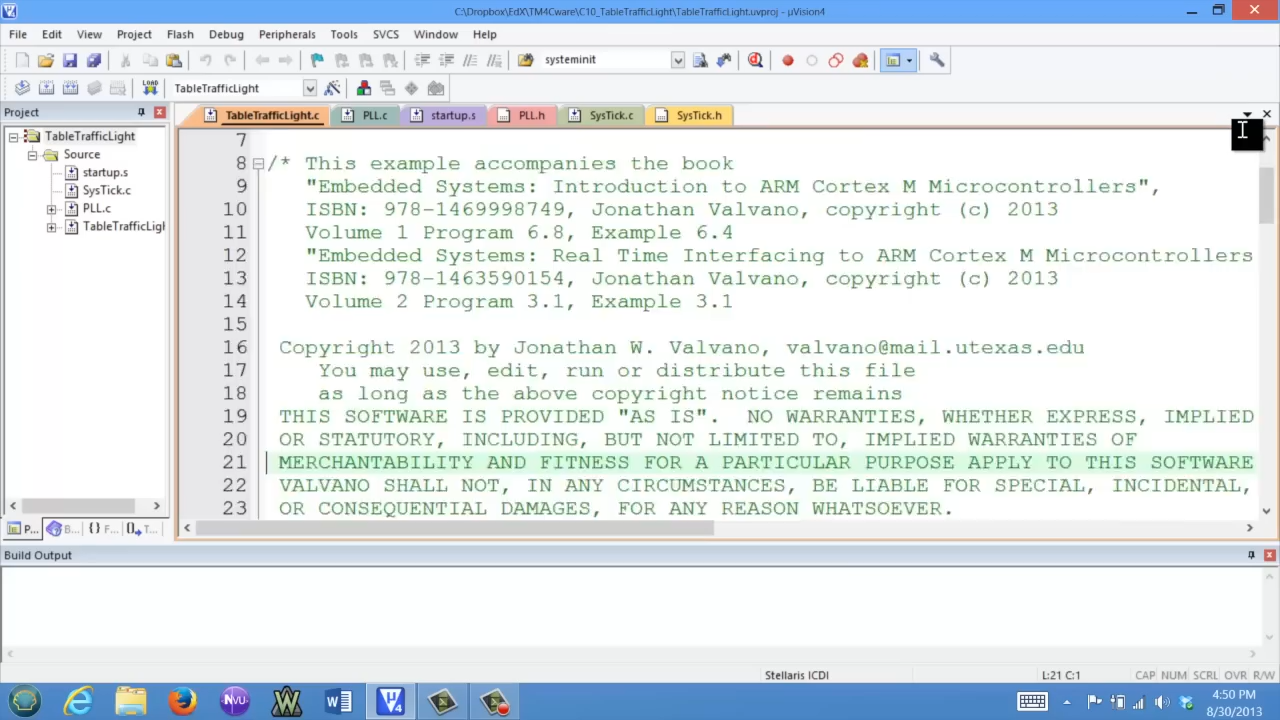 C:\Dropbox\EdX\TM4Cware\C10_TableTrafficLight\TableTrafficLight.uvproj - µVision4
File Edit View Project Flash Debug Peripherals Tools SVCS Window Help
systeminit
LOAD TableTrafficLight
Project
TableTrafficLight.c PLL.c startup.s PLL.h SysTick.c SysTick.h
TableTrafficLight
Source
startup.s
SysTick.c
PLL.c
TableTrafficLigh
7
8 /* This example accompanies the book
9 "Embedded Systems: Introduction to ARM Cortex M Microcontrollers",
10 ISBN: 978-1469998749, Jonathan Valvano, copyright (c) 2013
11 Volume 1 Program 6.8, Example 6.4
12 "Embedded Systems: Real Time Interfacing to ARM Cortex M Microcontrollers
13 ISBN: 978-1463590154, Jonathan Valvano, copyright (c) 2013
14 Volume 2 Program 3.1, Example 3.1
15
16 Copyright 2013 by Jonathan W. Valvano, valvano@mail.utexas.edu
17 You may use, edit, run or distribute this file
18 as long as the above copyright notice remains
19 THIS SOFTWARE IS PROVIDED "AS IS". NO WARRANTIES, WHETHER EXPRESS, IMPLIED
20 OR STATUTORY, INCLUDING, BUT NOT LIMITED TO, IMPLIED WARRANTIES OF
21 MERCHANTABILITY AND FITNESS FOR A PARTICULAR PURPOSE APPLY TO THIS SOFTWARE
22 VALVANO SHALL NOT, IN ANY CIRCUMSTANCES, BE LIABLE FOR SPECIAL, INCIDENTAL,
23 OR CONSEQUENTIAL DAMAGES, FOR ANY REASON WHATSOEVER.
P... B... {} F... T...
Build Output
Stellaris ICDI L:21 C:1 CAP NUM SCRL OVR R/W
4:50 PM
8/30/2013